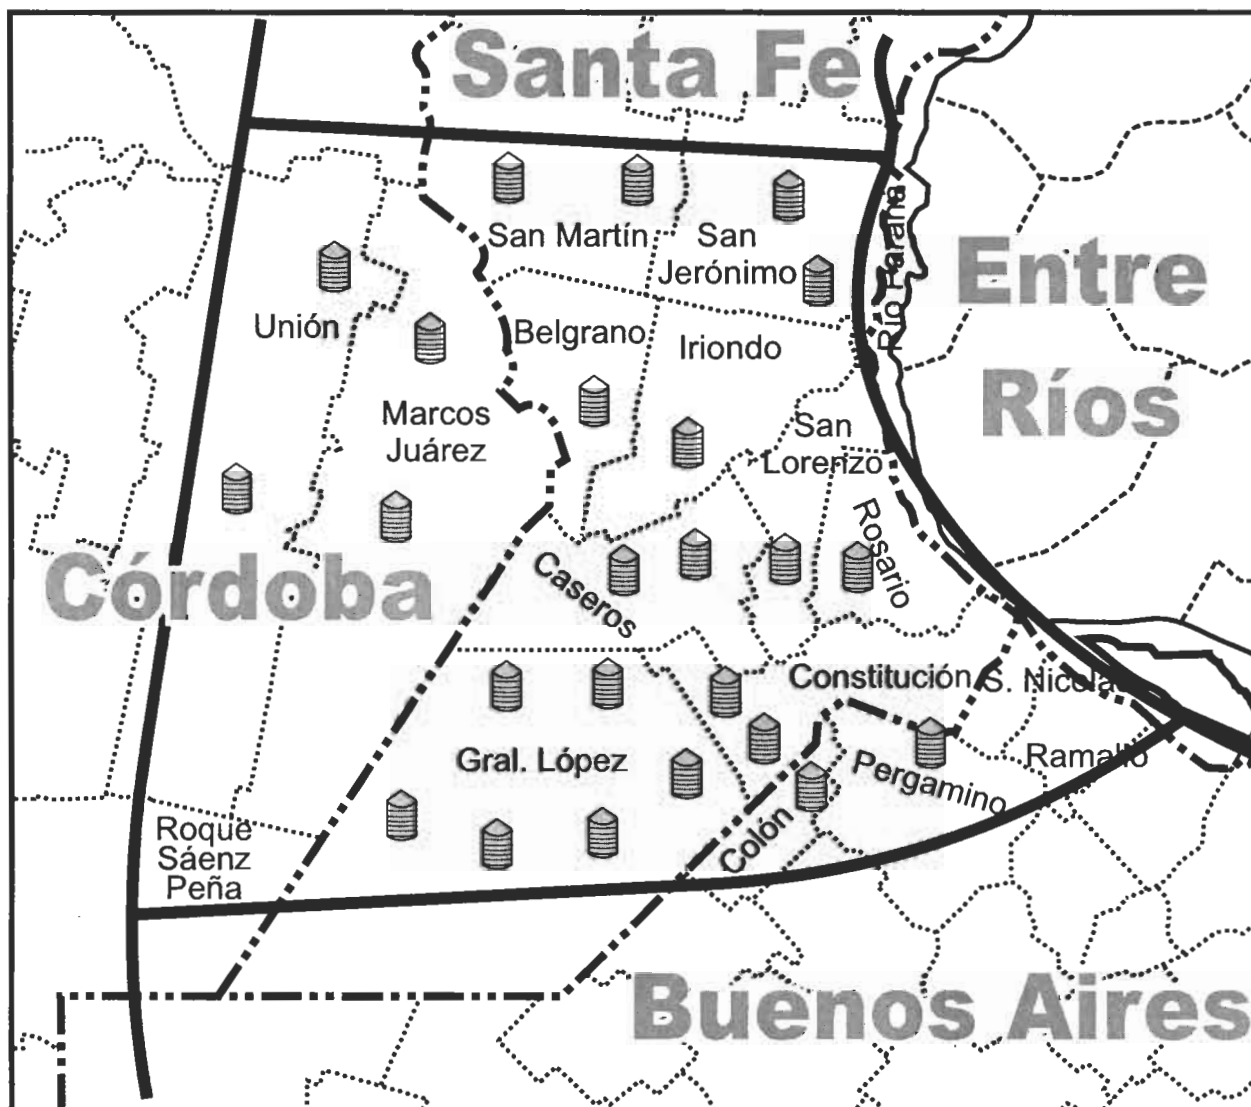 Santa Fe
San Martín
San
Jerónimo
Río Paraná
Entre
Ríos
Unión
Belgrano
Iriondo
Marcos
Juárez
San
Lorenzo
Rosario
Córdoba
Caseros
Constitución
S. Nicolás
Gral. López
Pergamino
Ramallo
Colón
Roque
Sáenz
Peña
Buenos Aires